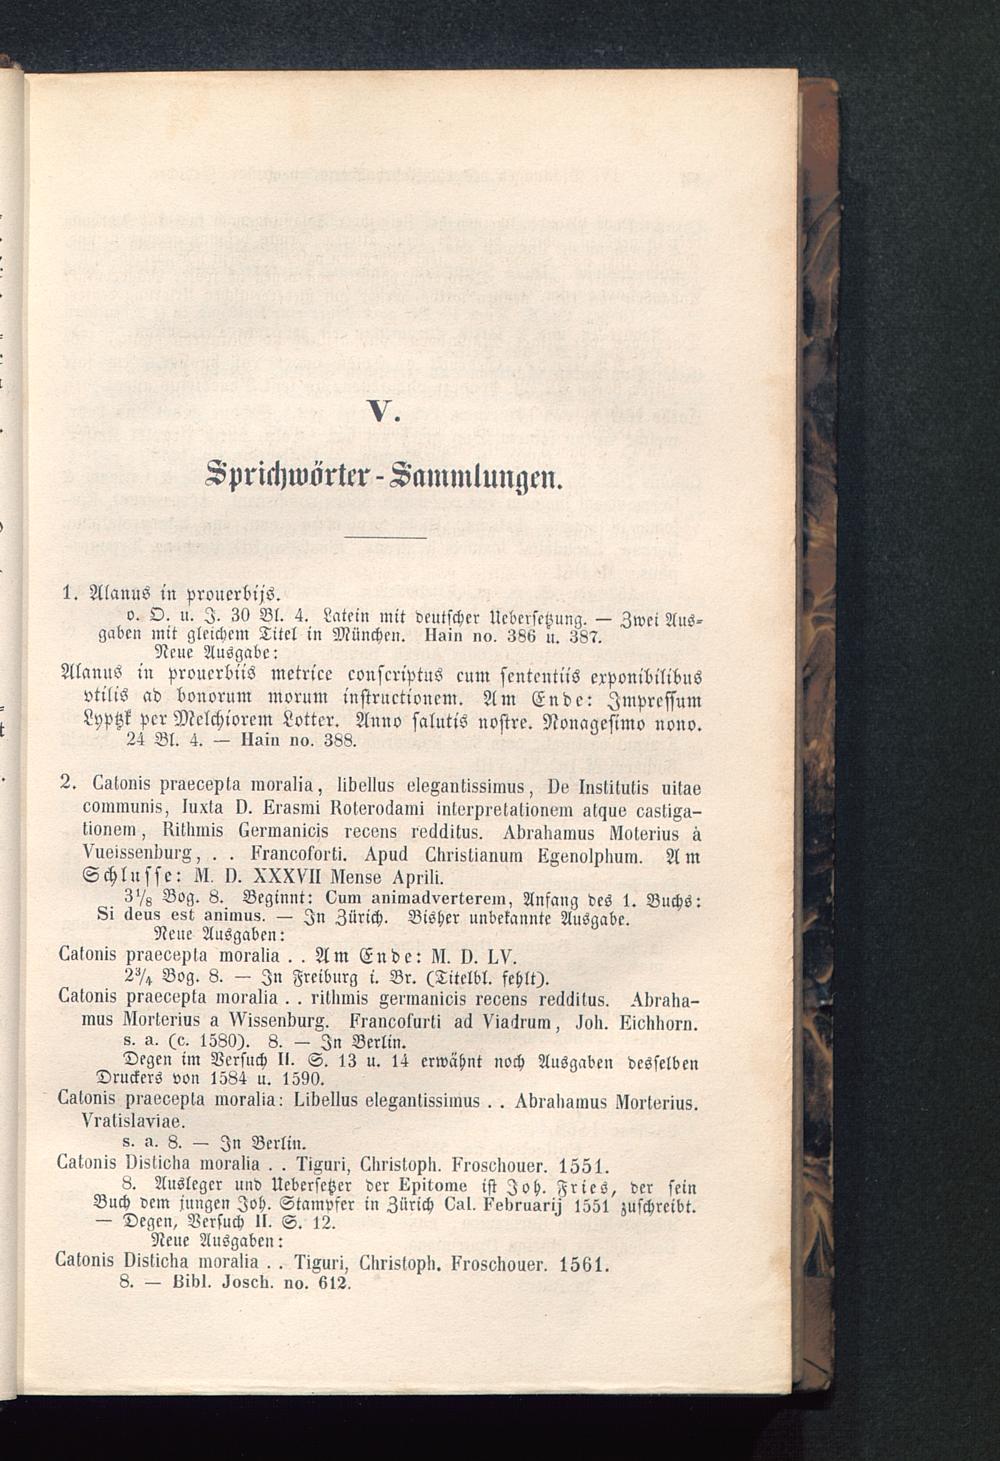 V.
Sprichwörter-Sammlungen.
1. Alanus in prouerbijs.
o. O. u. J. 30 Bl. 4. Latein mit deutscher Uebersetzung. — Zwei Aus-
gaben mit gleichem Titel in München. Hain no. 386 u. 387.
Neue Ausgabe:
Alanus in prouerbiis metrice conscriptus cum sententiis exponibilibus
vtilis ad bonorum morum instructionem. Am Ende: Impressum
Lyptzk per Melchiorem Lotter. Anno salutis nostre. Nonagesimo nono.
24 Bl. 4. — Hain no. 388.
2. Catonis praecepta moralia, libellus elegantissimus, De Institutis uitae
communis, Iuxta D. Erasmi Roterodami interpretationem atque castiga-
tionem, Rithmis Germanicis recens redditus. Abrahamus Moterius à
Vueissenburg, . . Francoforti. Apud Christianum Egenolphum. Am
Schlusse: M. D. XXXVII Mense Aprili.
3⅛ Bog. 8. Beginnt: Cum animadverterem, Anfang des 1. Buchs:
Si deus est animus. — In Zürich. Bisher unbekannte Ausgabe.
Neue Ausgaben:
Catonis praecepta moralia . . Am Ende: M. D. LV.
2¾ Bog. 8. — In Freiburg i. Br. (Titelbl. fehlt).
Catonis praecepta moralia . . rithmis germanicis recens redditus. Abraha-
mus Morterius a Wissenburg. Francofurti ad Viadrum, Joh. Eichhorn.
s. a. (c. 1580). 8. — In Berlin.
Degen im Versuch II. S. 13 u. 14 erwähnt noch Ausgaben desselben
Druckers von 1584 u. 1590.
Catonis praecepta moralia: Libellus elegantissimus . . Abrahamus Morterius.
Vratislaviae.
s. a. 8. — In Berlin.
Catonis Disticha moralia . . Tiguri, Christoph. Froschouer. 1551.
8. Ausleger und Uebersetzer der Epitome ist Joh. Fries, der sein
Buch dem jungen Joh. Stampfer in Zürich Cal. Februarij 1551 zuschreibt.
— Degen, Versuch II. S. 12.
Neue Ausgaben:
Catonis Disticha moralia . . Tiguri, Christoph. Froschouer. 1561.
8. — Bibl. Josch. no. 612.